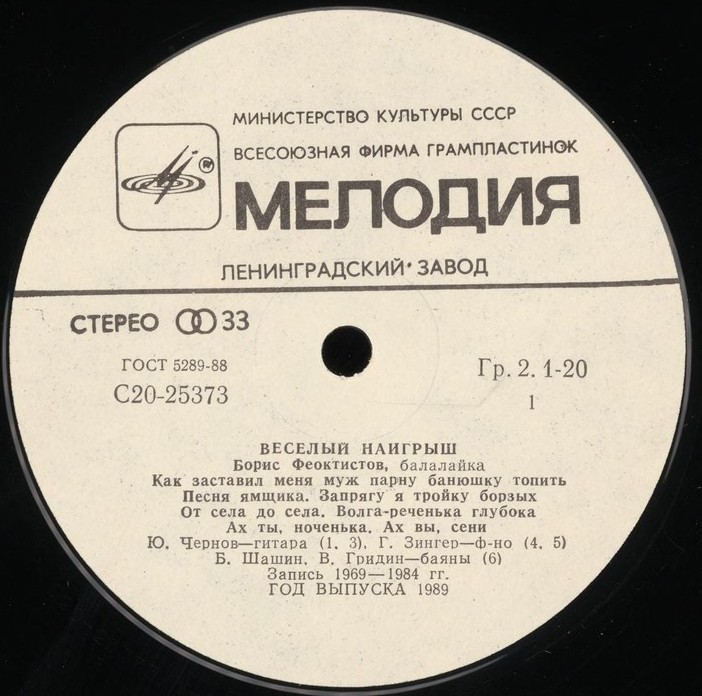 МИНИСТЕРСТВО КУЛЬТУРЫ СССР
ВСЕСОЮЗНАЯ ФИРМА ГРАМПЛАСТИНОК
МЕЛОДИЯ
ЛЕНИНГРАДСКИЙ ЗАВОД
СТЕРЕО 33
ГОСТ 5289-88
С20-25373
Гр. 2. 1-20
1
ВЕСЕЛЫЙ НАИГРЫШ
Борис Феоктистов, балалайка
Как заставил меня муж парну банюшку топить
Песня ямщика. Запрягу я тройку борзых
От села до села. Волга-реченька глубока
Ах ты, ноченька. Ах вы, сени
Ю. Чернов—гитара (1, 3), Г. Зингер—ф-но (4, 5)
Б. Шашин, В. Гридин—баяны (6)
Запись 1969—1984 гг.
ГОД ВЫПУСКА 1989